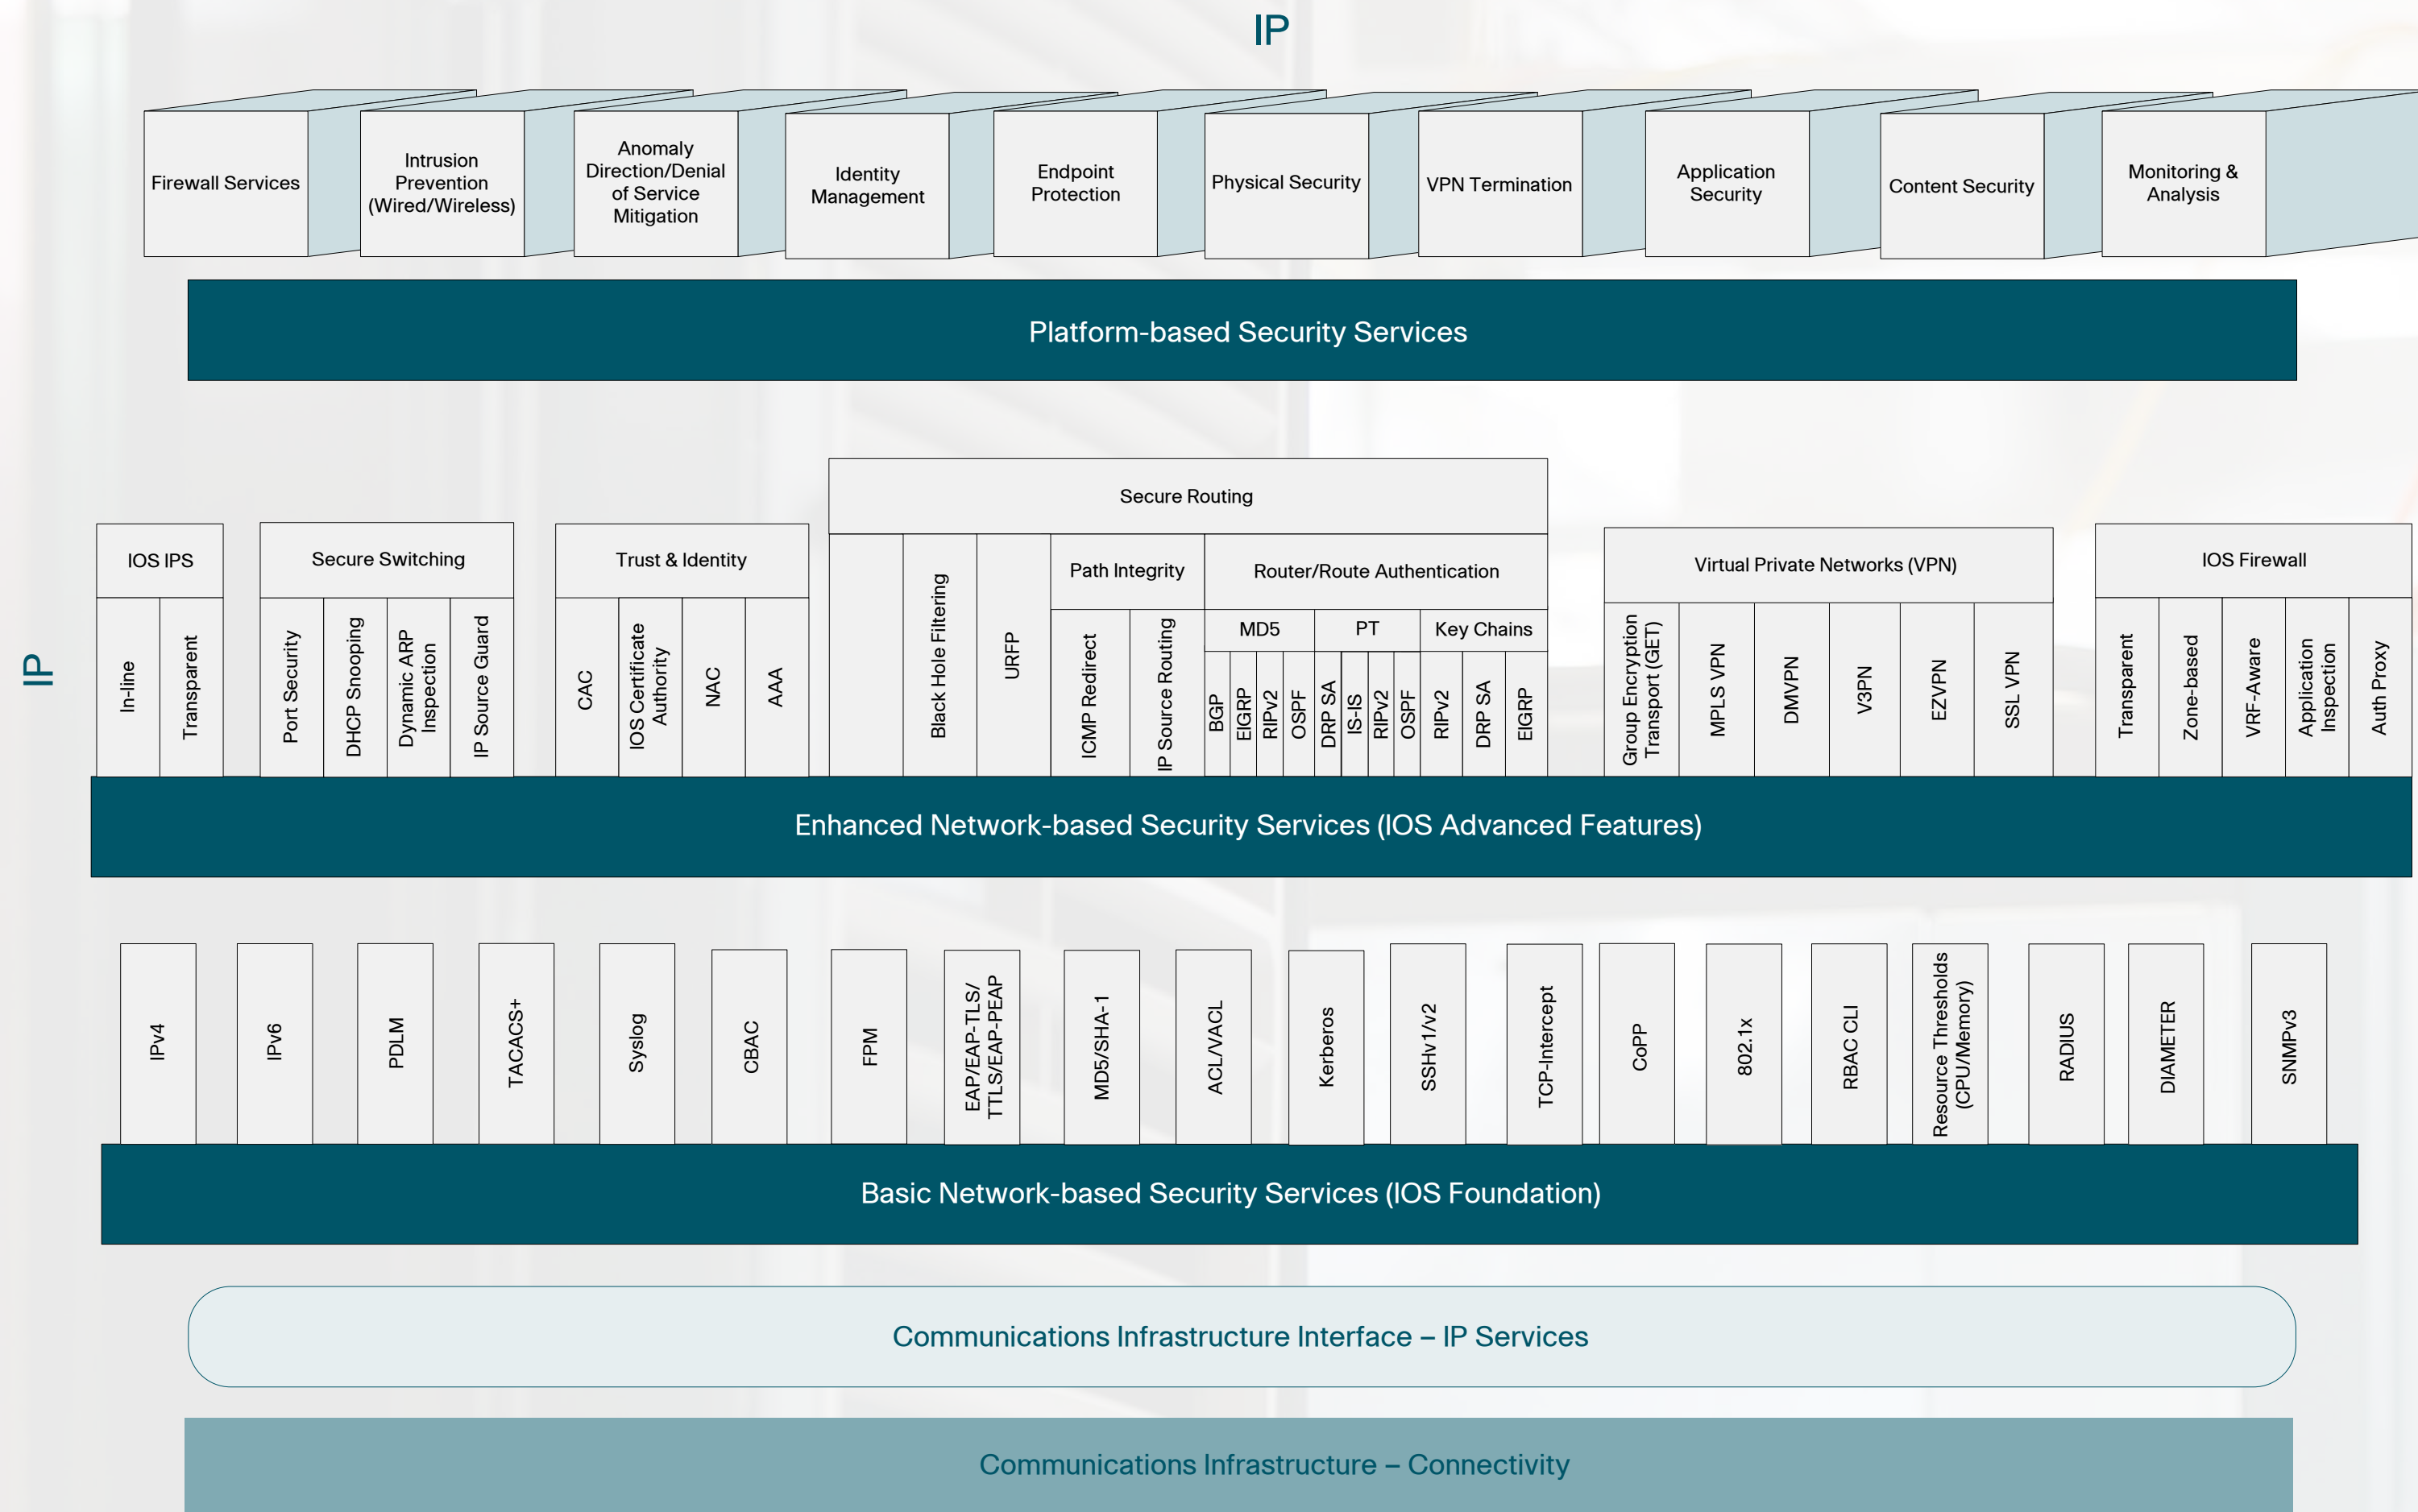 IP
Firewall Services
Intrusion
Prevention
(Wired/Wireless)
Anomaly
Direction/Denial
of Service
Mitigation
Identity
Management
Endpoint
Protection
Physical Security
VPN Termination
Application
Security
Content Security
Monitoring &
Analysis
Platform-based Security Services
IP
IOS IPS
In-line
Transparent
Secure Switching
Port Security
DHCP Snooping
Dynamic ARP
Inspection
IP Source Guard
Trust & Identity
CAC
IOS Certificate
Authority
NAC
AAA
Secure Routing
Black Hole Filtering
URFP
Path Integrity
ICMP Redirect
IP Source Routing
Router/Route Authentication
MD5
BGP
EIGRP
RIPv2
OSPF
PT
DRP SA
IS-IS
RIPv2
OSPF
Key Chains
RIPv2
DRP SA
EIGRP
Virtual Private Networks (VPN)
Group Encryption
Transport (GET)
MPLS VPN
DMVPN
V3PN
EZVPN
SSL VPN
IOS Firewall
Transparent
Zone-based
VRF-Aware
Application
Inspection
Auth Proxy
Enhanced Network-based Security Services (IOS Advanced Features)
IPv4
IPv6
PDLM
TACACS+
Syslog
CBAC
FPM
EAP/EAP-TLS/
TTLS/EAP-PEAP
MD5/SHA-1
ACL/VACL
Kerberos
SSHv1/v2
TCP-Intercept
CoPP
802.1x
RBAC CLI
Resource Thresholds
(CPU/Memory)
RADIUS
DIAMETER
SNMPv3
Basic Network-based Security Services (IOS Foundation)
Communications Infrastructure Interface – IP Services
Communications Infrastructure – Connectivity